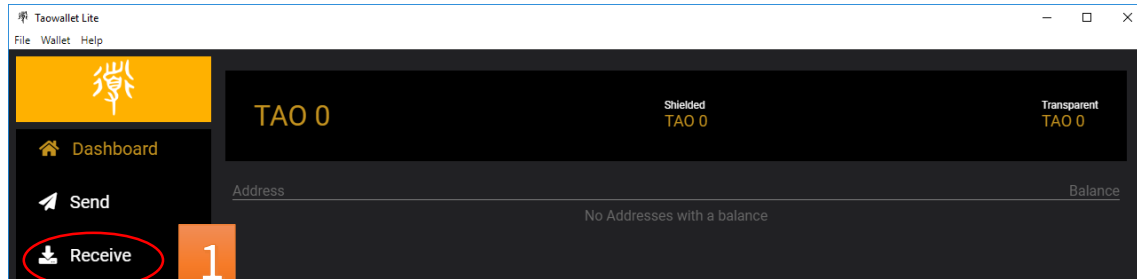 Taowallet Lite
File Wallet Help
TAO 0
Shielded
TAO 0
Transparent
TAO 0
Dashboard
Send
Receive
1
Address Balance
No Addresses with a balance